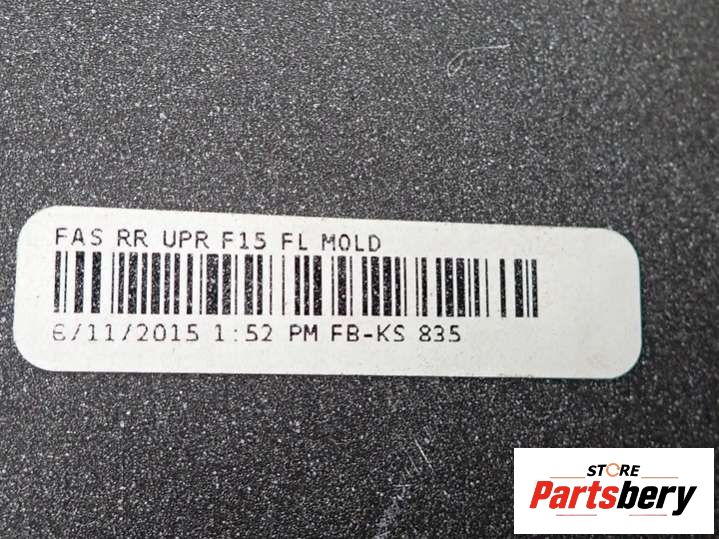 FAS RR UPR F15 FL MOLD
6/11/2015 1:52 PM FB-KS 835
STORE
Partsbery